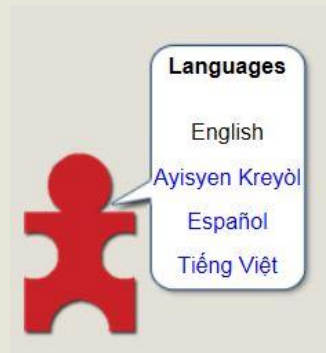 Languages
English
Ayisyen Kreyòl
Español
Tiếng Việt